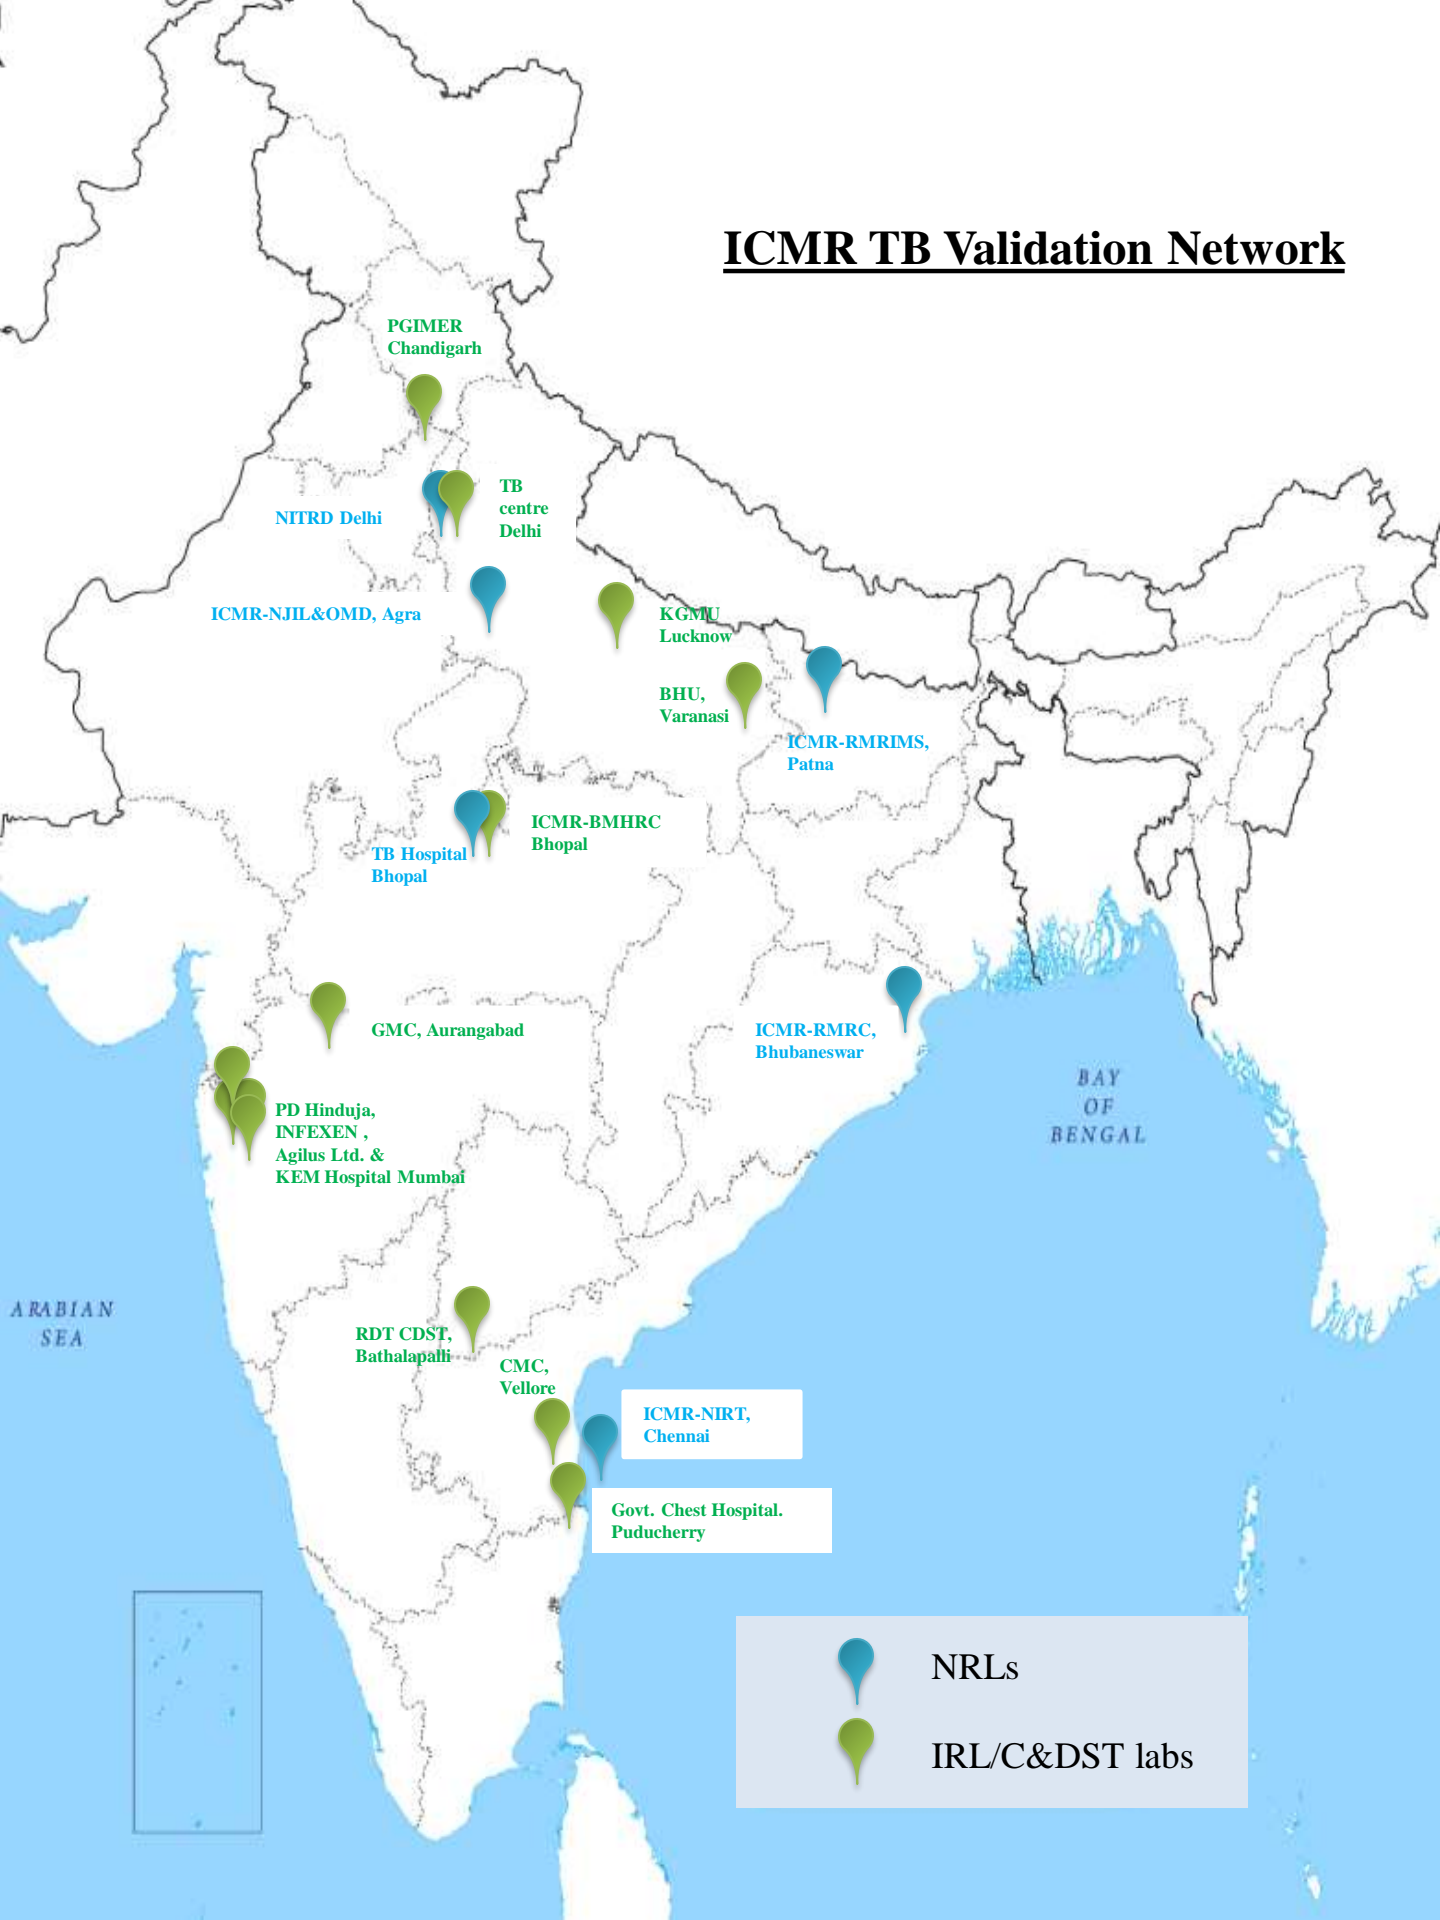 ICMR TB Validation Network
PGIMER
Chandigarh
TB
centre
Delhi
NITRD Delhi
ICMR-NJIL&OMD, Agra
KGMU
Lucknow
BHU,
Varanasi
ICMR-RMRIMS,
Patna
ICMR-BMHRC
Bhopal
TB Hospital
Bhopal
GMC, Aurangabad
ICMR-RMRC,
Bhubaneswar
BAY
OF
BENGAL
PD Hinduja,
INFEXEN ,
Agilus Ltd. &
KEM Hospital Mumbai
ARABIAN
SEA
RDT CDST,
Bathalapalli
CMC,
Vellore
ICMR-NIRT,
Chennai
Govt. Chest Hospital.
Puducherry
NRLs
IRL/C&DST labs